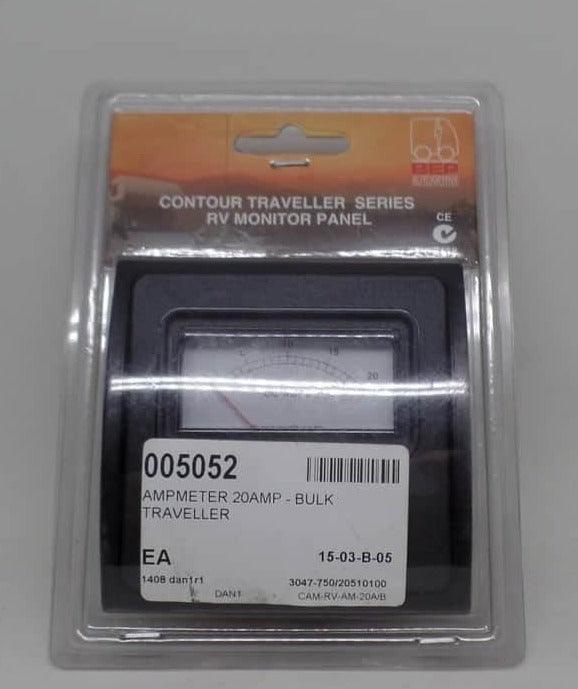 BEP
CONTOUR TRAVELLER SERIES
RV MONITOR PANEL
CE
10
15
20
005052
AMPMETER 20AMP - BULK
TRAVELLER
EA
15-03-B-05
1408 dan1r1
3047-750/20510100
DAN1
CAM-RV-AM-20A/B